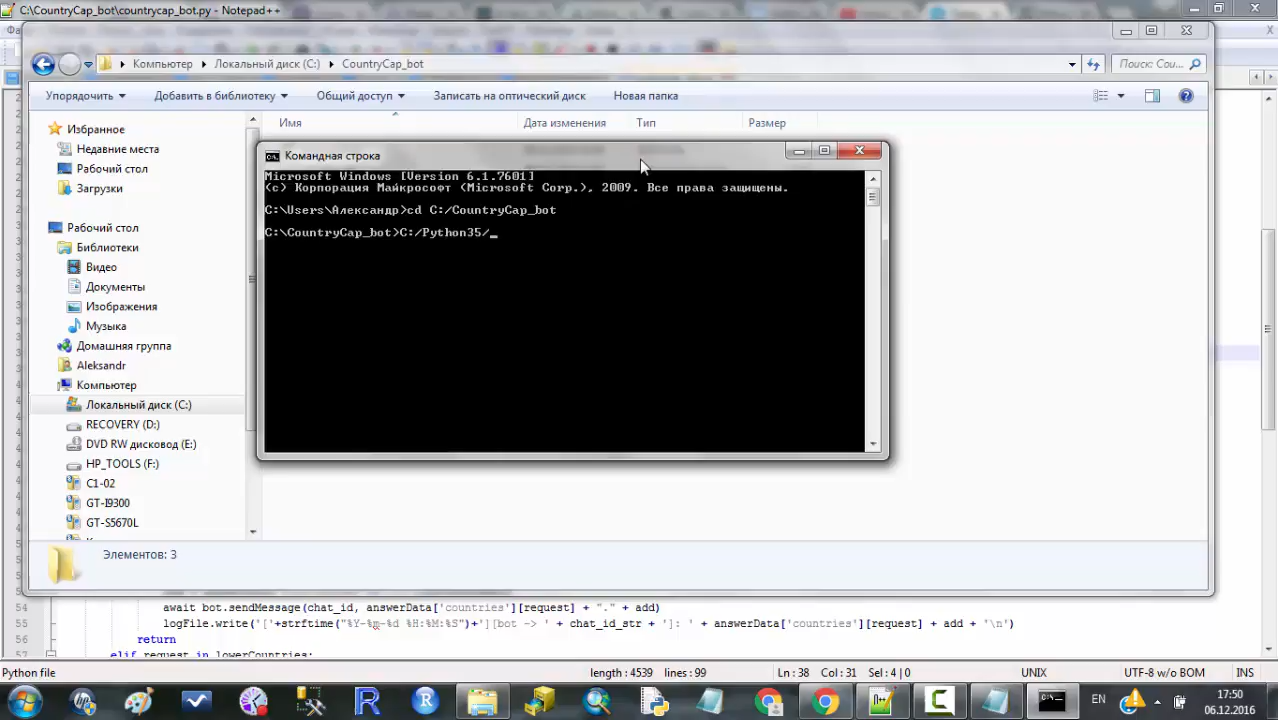 C:\CountryCap_bot\countrycap_bot.py - Notepad++
Компьютер
Локальный диск (C:)
CountryCap_bot
Поиск: Cou...
Упорядочить
Добавить в библиотеку
Общий доступ
Записать на оптический диск
Новая папка
Имя
Дата изменения
Тип
Размер
Избранное
Недавние места
Рабочий стол
Загрузки
Рабочий стол
Библиотеки
Видео
Документы
Изображения
Музыка
Домашняя группа
Aleksandr
Компьютер
Локальный диск (C:)
RECOVERY (D:)
DVD RW дисковод (E:)
HP_TOOLS (F:)
C1-02
GT-I9300
GT-S5670L
Командная строка
Microsoft Windows [Version 6.1.7601]
(c) Корпорация Майкрософт (Microsoft Corp.), 2009. Все права защищены.
C:\Users\Александр>cd C:/CountryCap_bot
C:\CountryCap_bot>C:/Python35/_
Элементов: 3
54 await bot.sendMessage(chat_id, answerData['countries'][request] + "." + add)
55 logFile.write('['+strftime("%Y-%m-%d %H:%M:%S")+'][bot -> ' + chat_id_str + ']: ' + answerData['countries'][request] + add + '\n')
56 return
57 elif request in lowerCountries:
Python file
length : 4539 lines : 99
Ln : 38 Col : 31 Sel : 4 | 0
UNIX
UTF-8 w/o BOM
INS
EN
17:50
06.12.2016